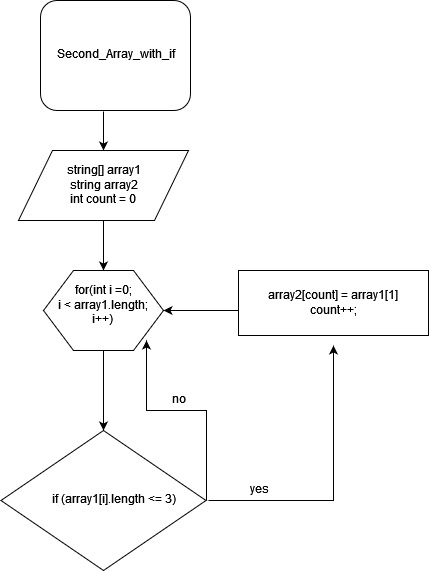 Second_Array_with_if
string[] array1
string array2
int count = 0
for(int i =0;
i < array1.length;
i++)
array2[count] = array1[1]
count++;
no
if (array1[i].length <= 3)
yes